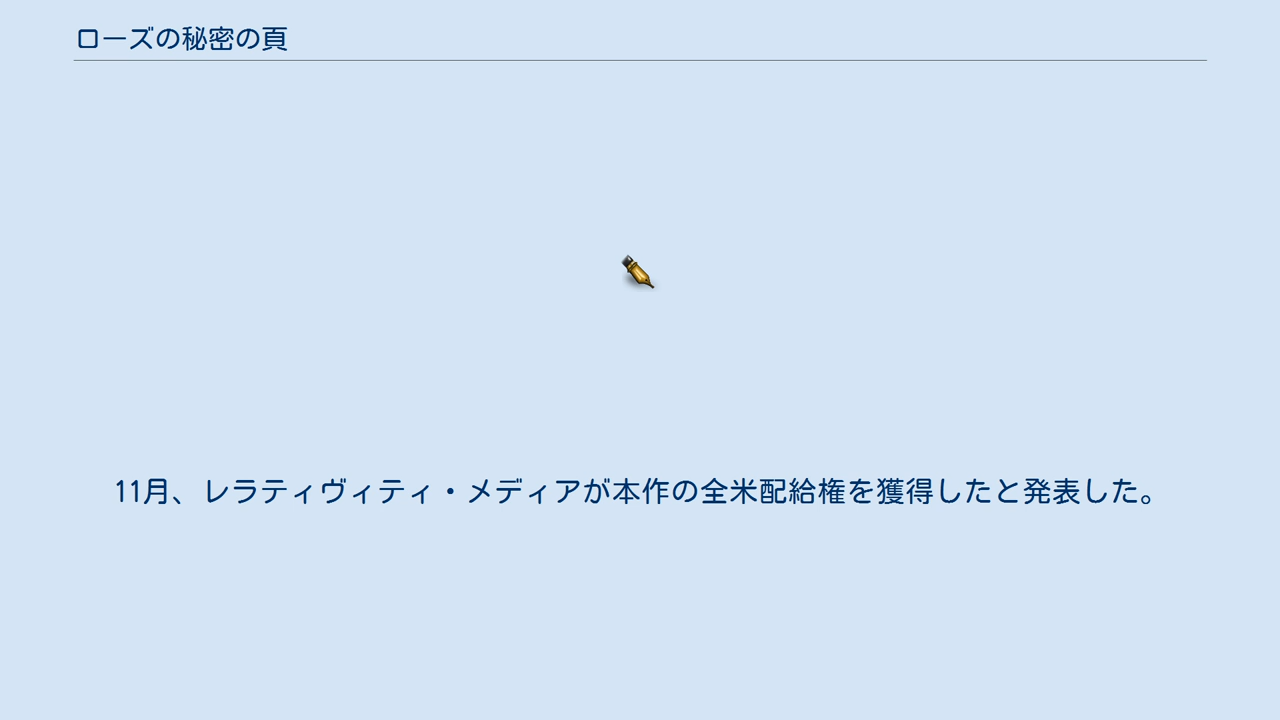 ローズの秘密の頁
11月、レラティヴィティ・メディアが本作の全米配給権を獲得したと発表した。